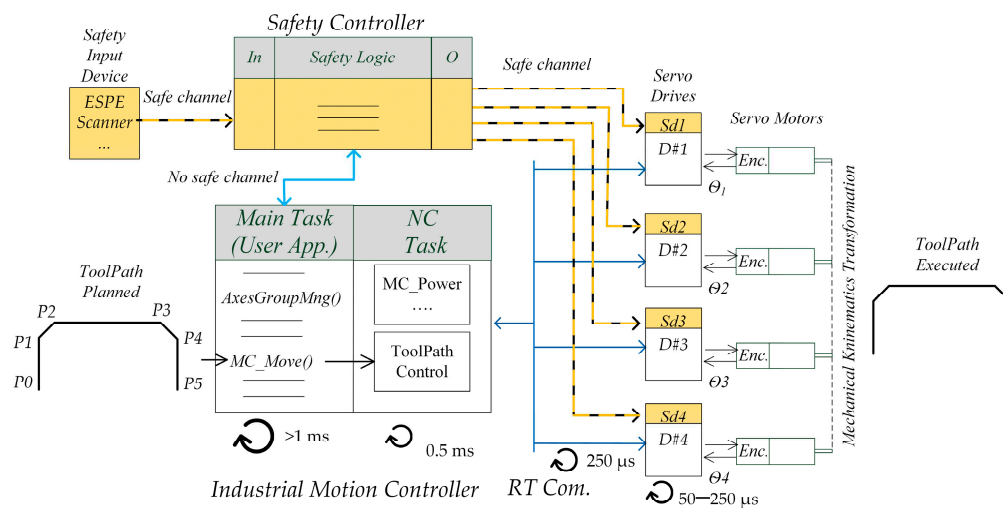 Safety Controller
Safety
Input
Device
ESPE
Scanner
...
Safe channel
In
Safety Logic
O
Safe channel
Servo
Drives
Servo Motors
No safe channel
Main Task
(User App.)
NC
Task
AxesGroupMng()
MC_Move()
MC_Power
....
ToolPath
Control
ToolPath
Planned
P0
P1
P2
P3
P4
P5
>1 ms
0.5 ms
Industrial Motion Controller
RT Com.
250 µs
50—250 µs
Sd1
D#1
Enc.
Θ1
Sd2
D#2
Enc.
Θ2
Sd3
D#3
Enc.
Θ3
Sd4
D#4
Enc.
Θ4
Mechanical Kninematics Transformation
ToolPath
Executed